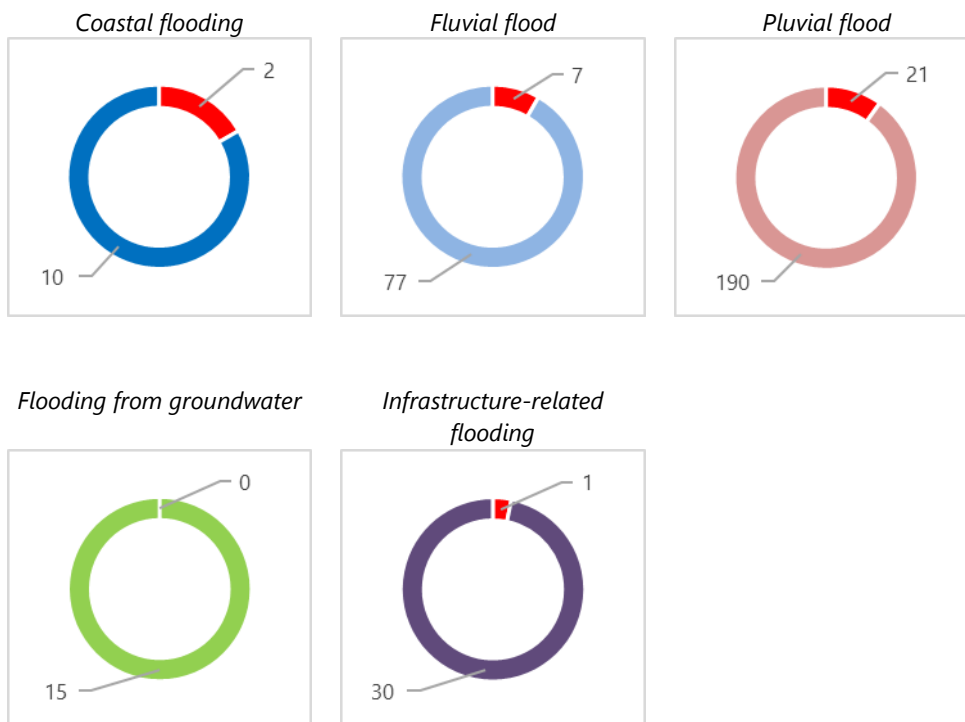 Coastal flooding
2
10
Fluvial flood
7
77
Pluvial flood
21
190
Flooding from groundwater
0
15
Infrastructure-related
flooding
1
30